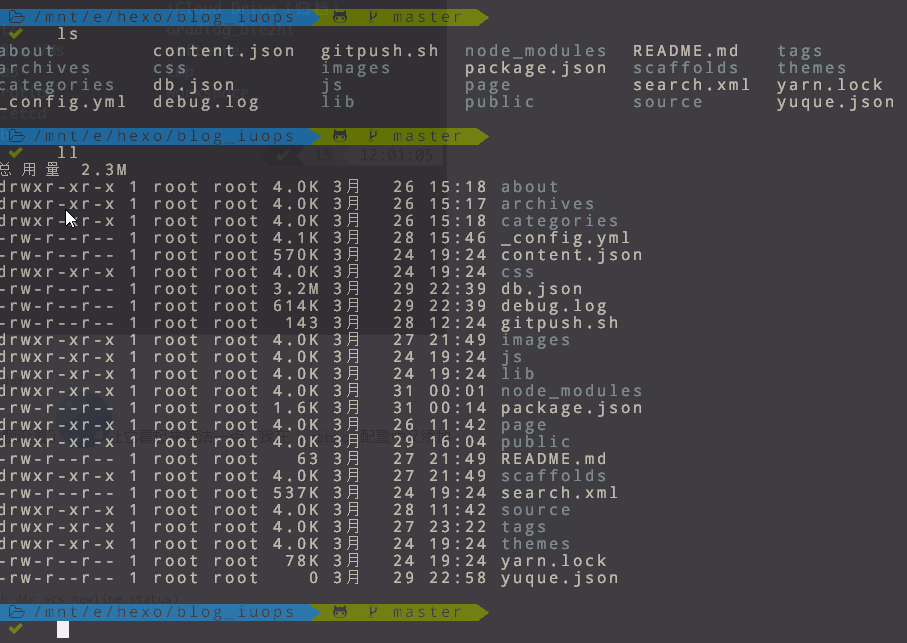 /mnt/e/hexo/blog_iuops master
ls
about content.json gitpush.sh node_modules README.md tags
archives css images package.json scaffolds themes
categories db.json js page search.xml yarn.lock
_config.yml debug.log lib public source yuque.json
/mnt/e/hexo/blog_iuops master
ll
15 12:01:05
总用量 2.3M
drwxr-xr-x 1 root root 4.0K 3月 26 15:18 about
drwxr-xr-x 1 root root 4.0K 3月 26 15:17 archives
drwxr-xr-x 1 root root 4.0K 3月 26 15:18 categories
-rw-r--r-- 1 root root 4.1K 3月 28 15:46 _config.yml
-rw-r--r-- 1 root root 570K 3月 24 19:24 content.json
drwxr-xr-x 1 root root 4.0K 3月 24 19:24 css
-rw-r--r-- 1 root root 3.2M 3月 29 22:39 db.json
-rw-r--r-- 1 root root 614K 3月 29 22:39 debug.log
-rw-r--r-- 1 root root 143 3月 28 12:24 gitpush.sh
drwxr-xr-x 1 root root 4.0K 3月 27 21:49 images
drwxr-xr-x 1 root root 4.0K 3月 24 19:24 js
drwxr-xr-x 1 root root 4.0K 3月 24 19:24 lib
drwxr-xr-x 1 root root 4.0K 3月 31 00:01 node_modules
-rw-r--r-- 1 root root 1.6K 3月 31 00:14 package.json
drwxr-xr-x 1 root root 4.0K 3月 26 11:42 page
drwxr-xr-x 1 root root 4.0K 3月 29 16:04 public
-rw-r--r-- 1 root root 63 3月 27 21:49 README.md
drwxr-xr-x 1 root root 4.0K 3月 27 21:49 scaffolds
-rw-r--r-- 1 root root 537K 3月 24 19:24 search.xml
drwxr-xr-x 1 root root 4.0K 3月 28 11:42 source
drwxr-xr-x 1 root root 4.0K 3月 27 23:22 tags
drwxr-xr-x 1 root root 4.0K 3月 24 19:24 themes
-rw-r--r-- 1 root root 78K 3月 24 19:24 yarn.lock
-rw-r--r-- 1 root root 0 3月 29 22:58 yuque.json
/mnt/e/hexo/blog_iuops master